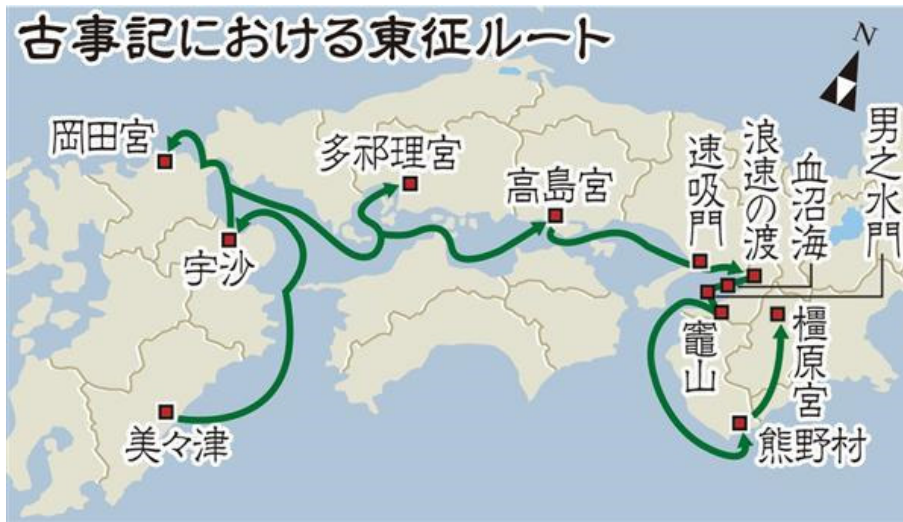 古事記における東征ルート
N
岡田宮
多祁理宮
高島宮
速吸門
浪速の渡
血沼海
男之水門
宇沙
竈山
橿原宮
美々津
熊野村